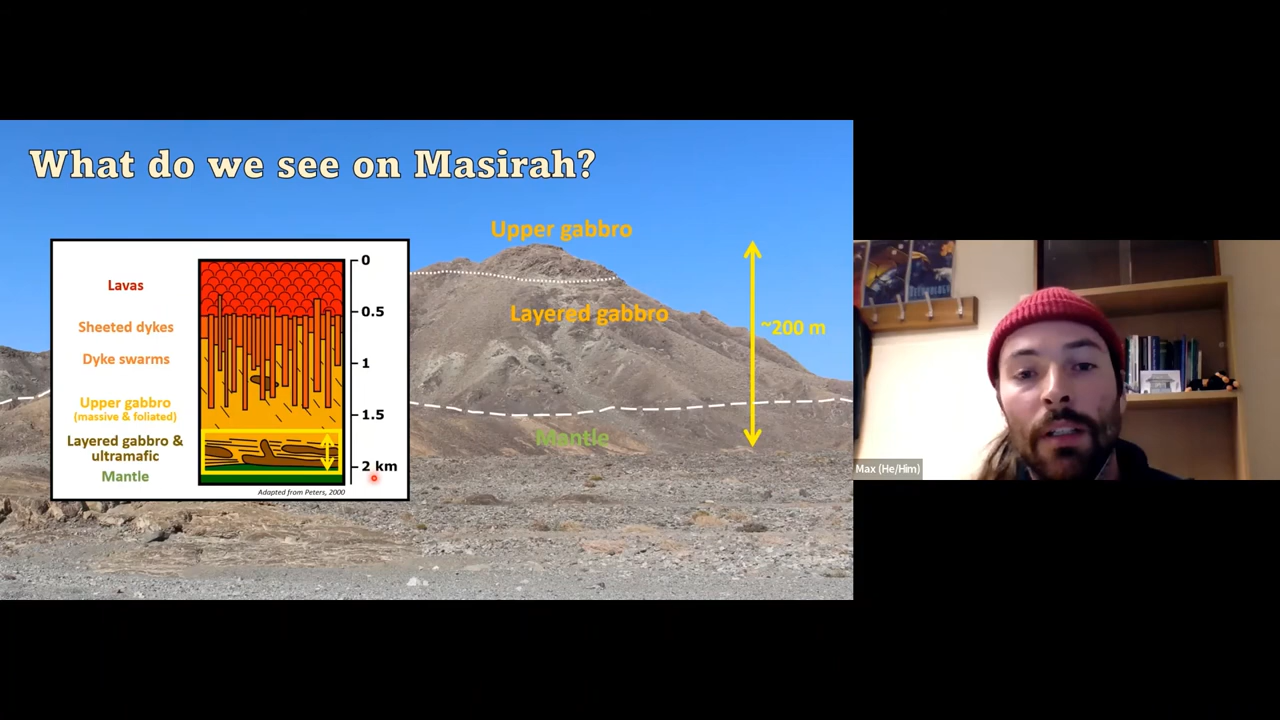 What do we see on Masirah?
Upper gabbro
Layered gabbro
~200 m
Mantle
Lavas
Sheeted dykes
Dyke swarms
Upper gabbro
(massive & foliated)
Layered gabbro &
ultramafic
Mantle
0
0.5
1
1.5
2 km
Adapted from Peters, 2000
Max (He/Him)